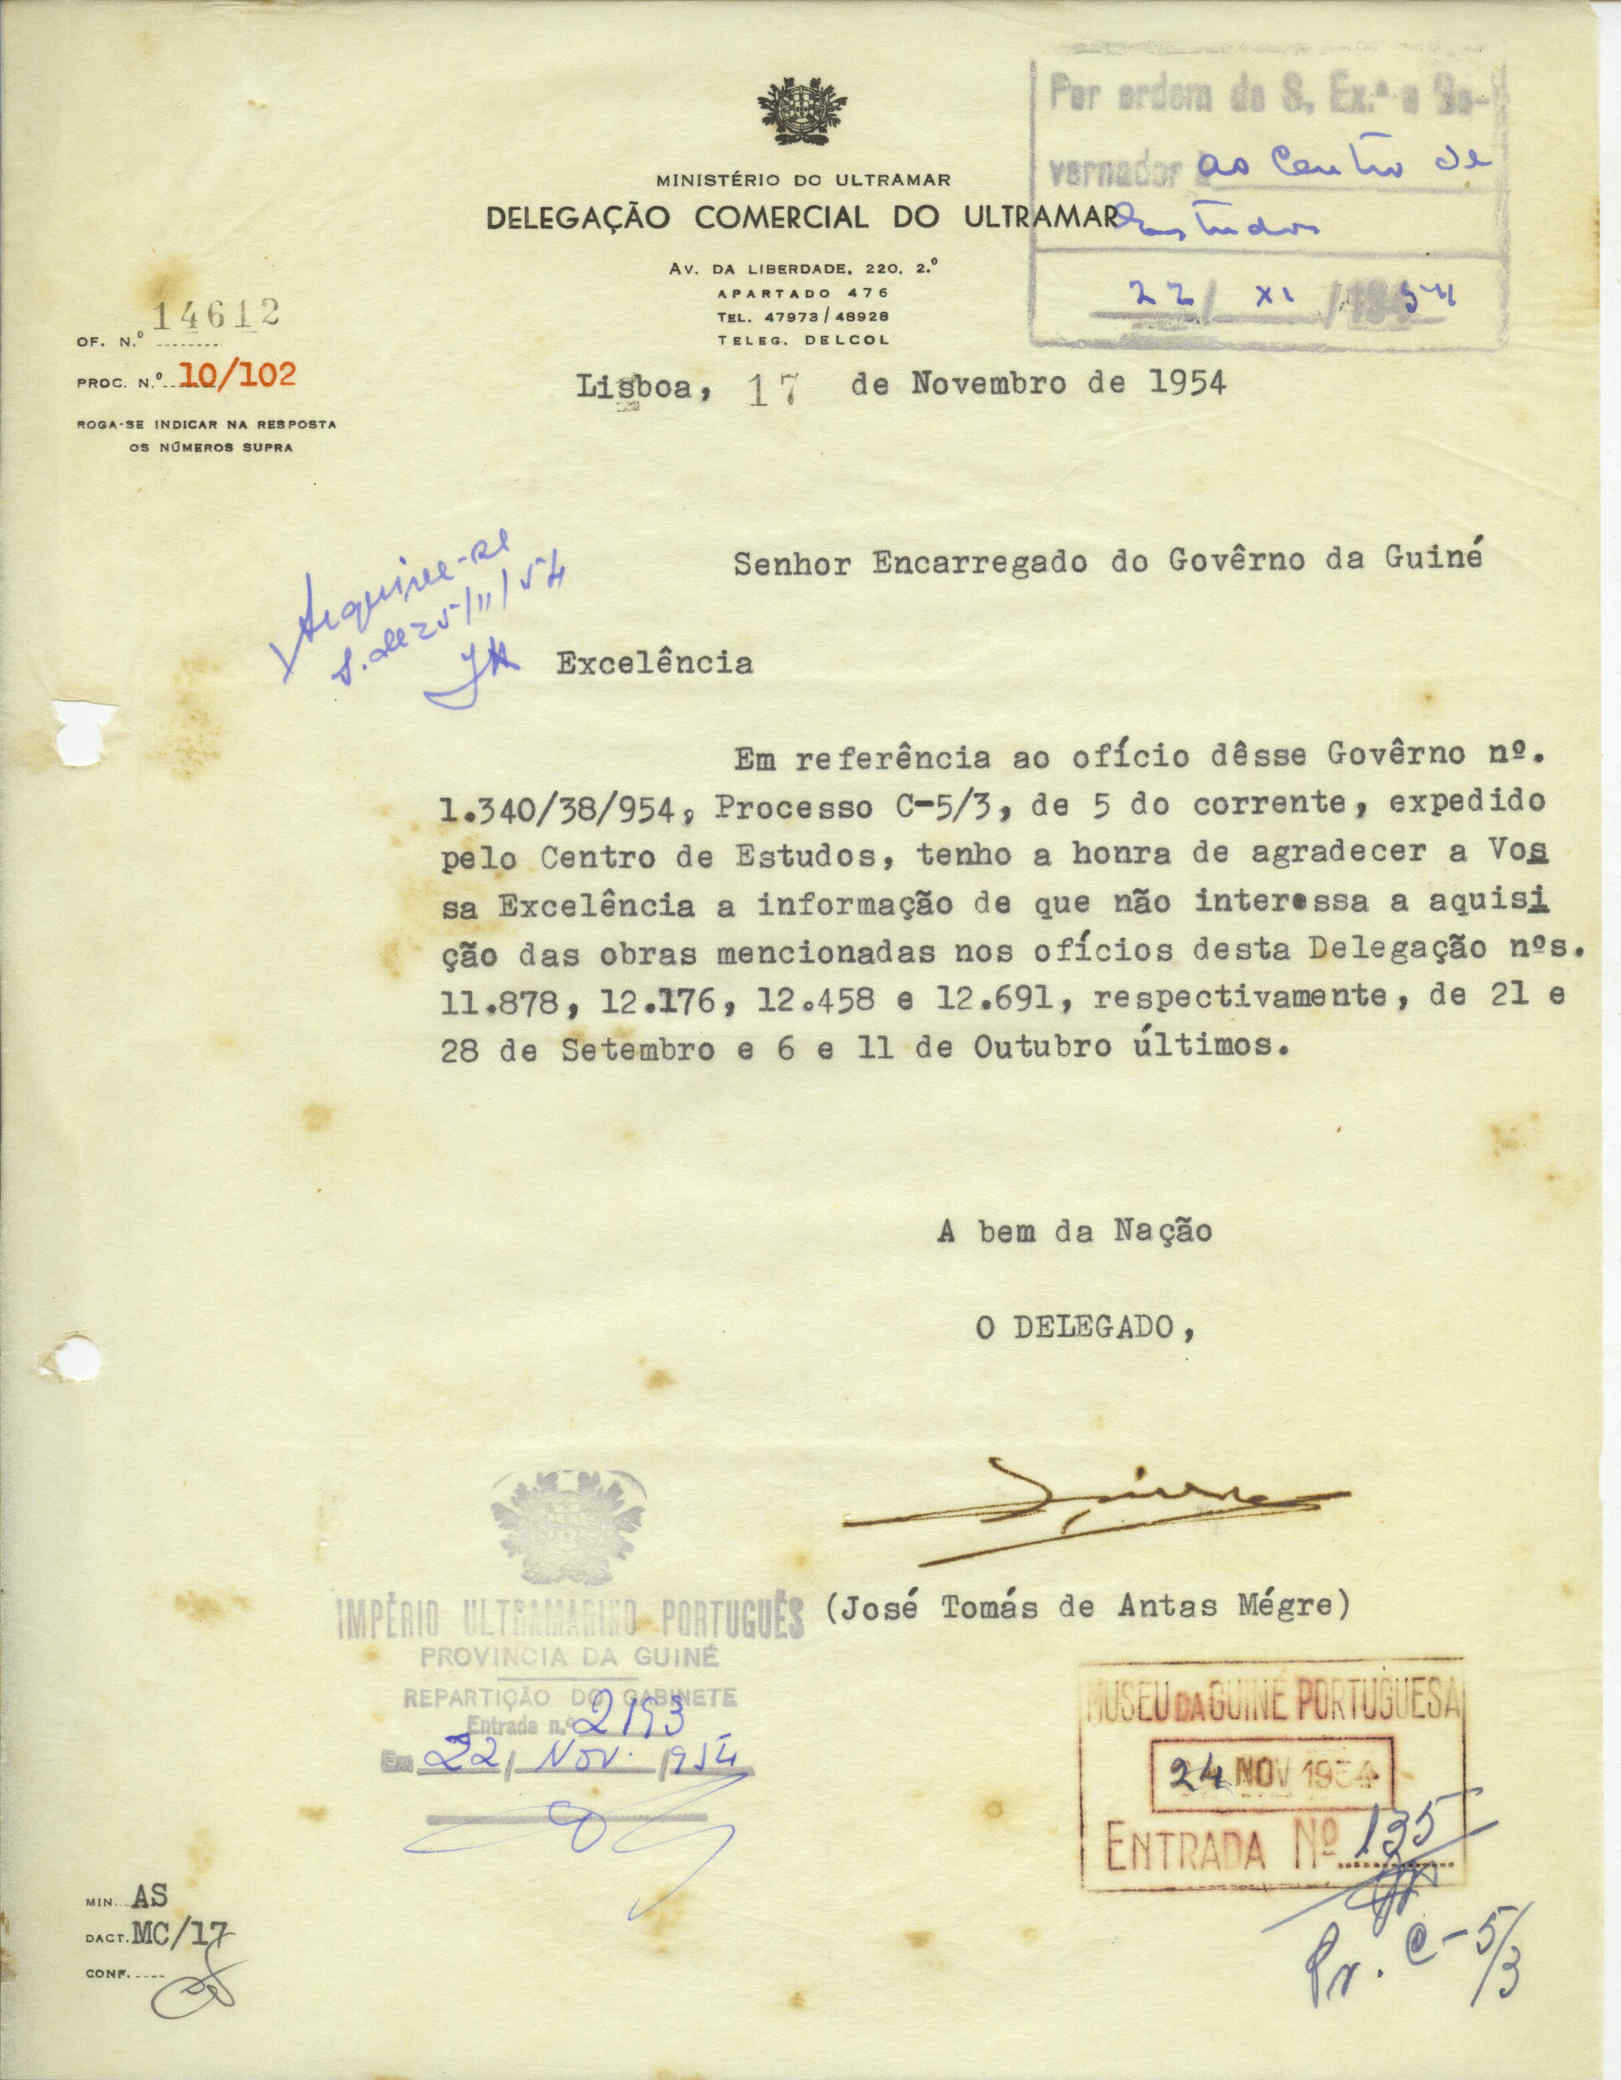 Por ordem de S. Ex.ª o Go-
vernador ao Centro de
Estudos
22 / XI / 1954
MINISTÉRIO DO ULTRAMAR
DELEGAÇÃO COMERCIAL DO ULTRAMAR
AV. DA LIBERDADE, 220, 2.º
APARTADO 476
TEL. 47973 / 48928
TELEG. DELCOL
OF. N.º 14612
PROC. N.º 10/102
ROGA-SE INDICAR NA RESPOSTA
OS NÚMEROS SUPRA
Lisboa, 17 de Novembro de 1954
Senhor Encarregado do Govêrno da Guiné
Arquive-se
25/11/54
Excelência
Em referência ao ofício dêsse Govêrno nº.
1.340/38/954, Processo C-5/3, de 5 do corrente, expedido
pelo Centro de Estudos, tenho a honra de agradecer a Vos
sa Excelência a informação de que não interessa a aquisi
ção das obras mencionadas nos ofícios desta Delegação nºs.
11.878, 12.176, 12.458 e 12.691, respectivamente, de 21 e
28 de Setembro e 6 e 11 de Outubro últimos.
A bem da Nação
O DELEGADO,
(José Tomás de Antas Mégre)
IMPÉRIO ULTRAMARINO PORTUGUÊS
PROVINCIA DA GUINÉ
REPARTIÇÃO DO GABINETE
Entrada n.º 2193
Em 22 / Nov. / 954
MUSEU DA GUINÉ PORTUGUESA
24 NOV 1954
ENTRADA Nº 135
Pr. C-5/3
MIN. AS
DACT. MC/17
CONF.